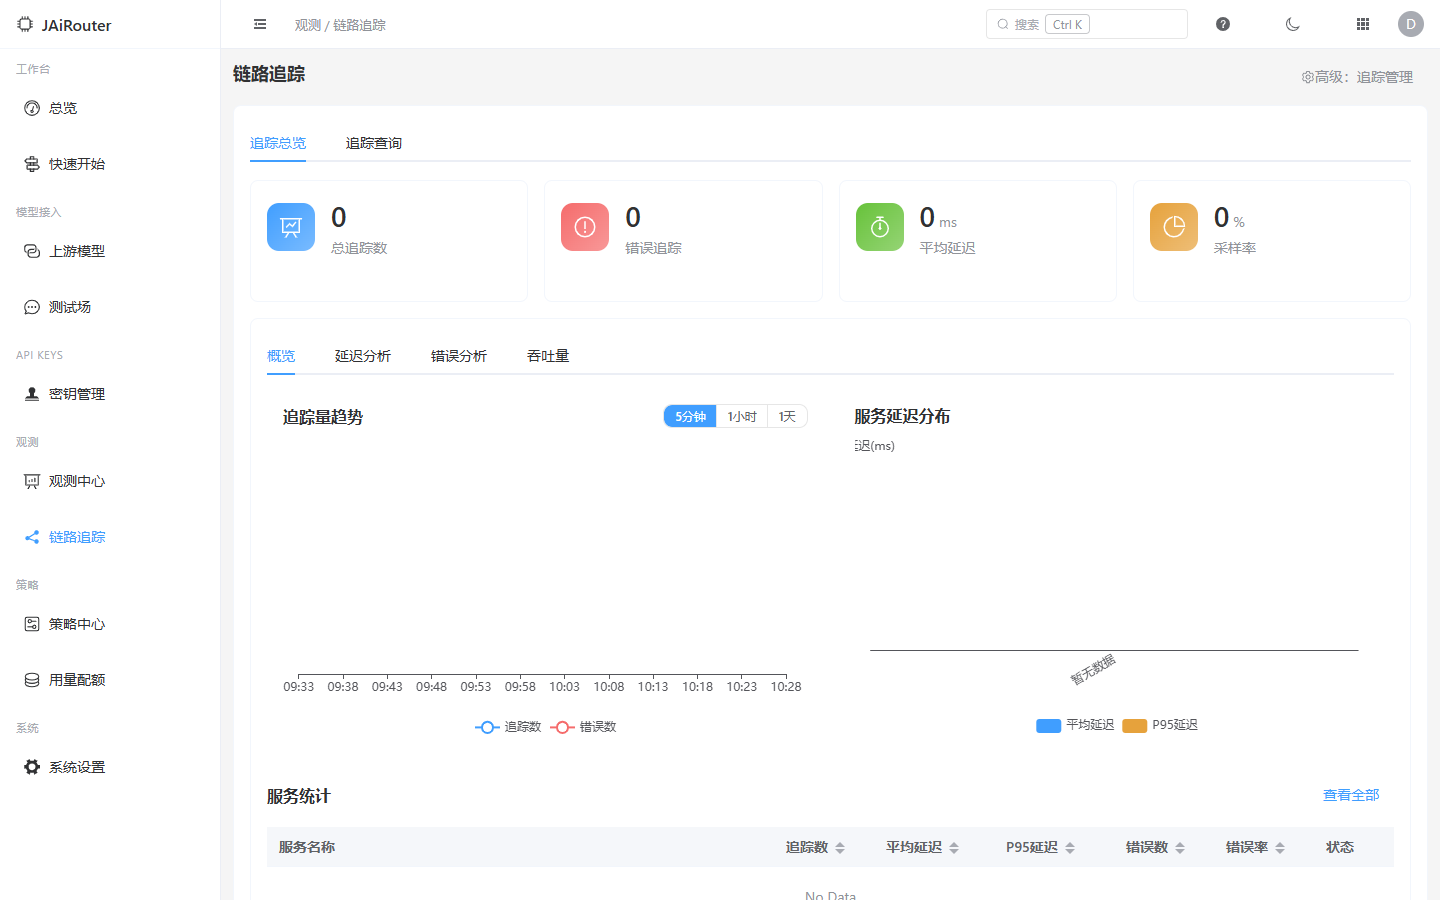 JAiRouter
观测 / 链路追踪
搜索 Ctrl K
D
工作台
总览
快速开始
模型接入
上游模型
测试场
API KEYS
密钥管理
观测
观测中心
链路追踪
策略
策略中心
用量配额
系统
系统设置
链路追踪
高级：追踪管理
追踪总览 追踪查询
0
总追踪数
0
错误追踪
0 ms
平均延迟
0 %
采样率
概览 延迟分析 错误分析 吞吐量
追踪量趋势
5分钟 1小时 1天
09:33 09:38 09:43 09:48 09:53 09:58 10:03 10:08 10:13 10:18 10:23 10:28
追踪数 错误数
服务延迟分布
迟(ms)
暂无数据
平均延迟 P95延迟
服务统计
查看全部
服务名称 追踪数 平均延迟 P95延迟 错误数 错误率 状态
No Data